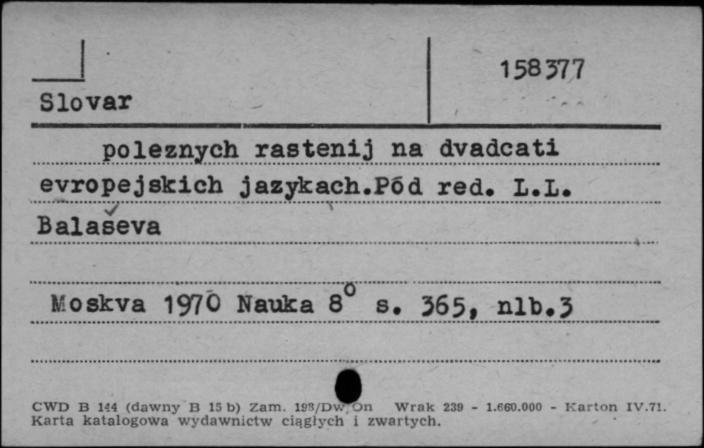 158377
Slovar
poleznych rastenij na dvadcati
evropejskich jazykach.Pód red. L.L.
Balaševa
Moskva 1970 Nauka 8° s. 365, nlb.3
CWD B 144 (dawny B 15 b) Zam. 198/Dw/On Wrak 239 - 1.660.000 - Karton IV.71.
Karta katalogowa wydawnictw ciągłych i zwartych.